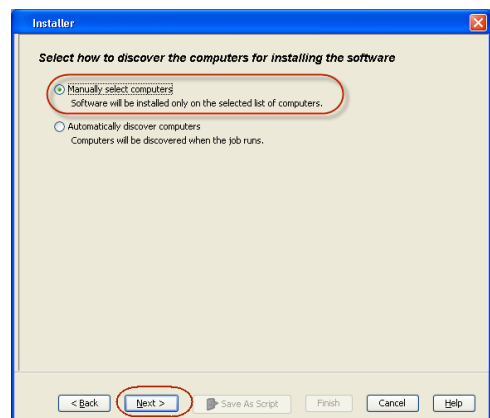 Installer
Select how to discover the computers for installing the software
Manually select computers
Software will be installed only on the selected list of computers.
Automatically discover computers
Computers will be discovered when the job runs.
< Back
Next >
Save As Script
Finish
Cancel
Help